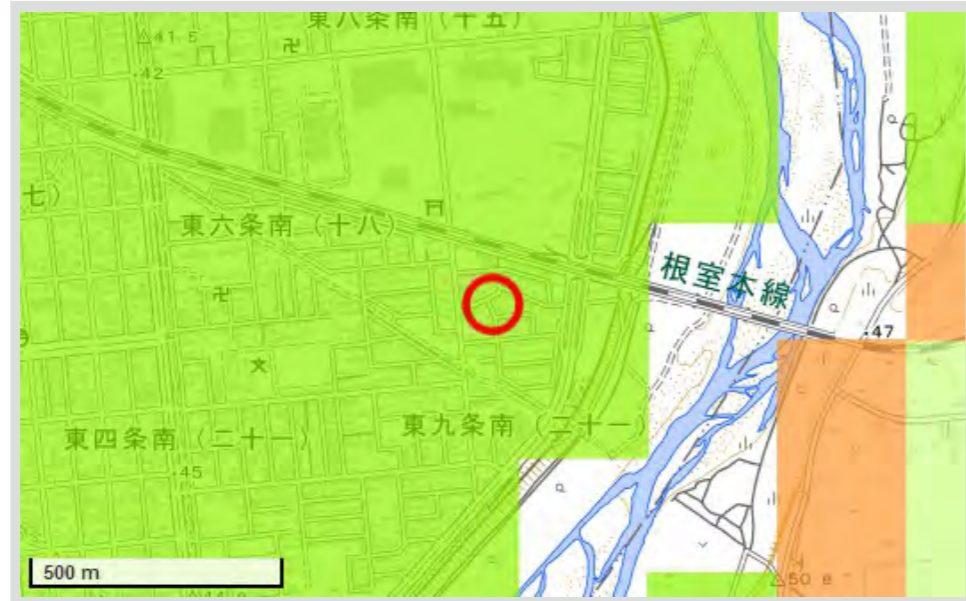 東八条南（十五）
41.5
42
七）
東六条南（十八）
根室本線
47
文
東九条南（二十一）
東四条南（二十一）
45
500 m